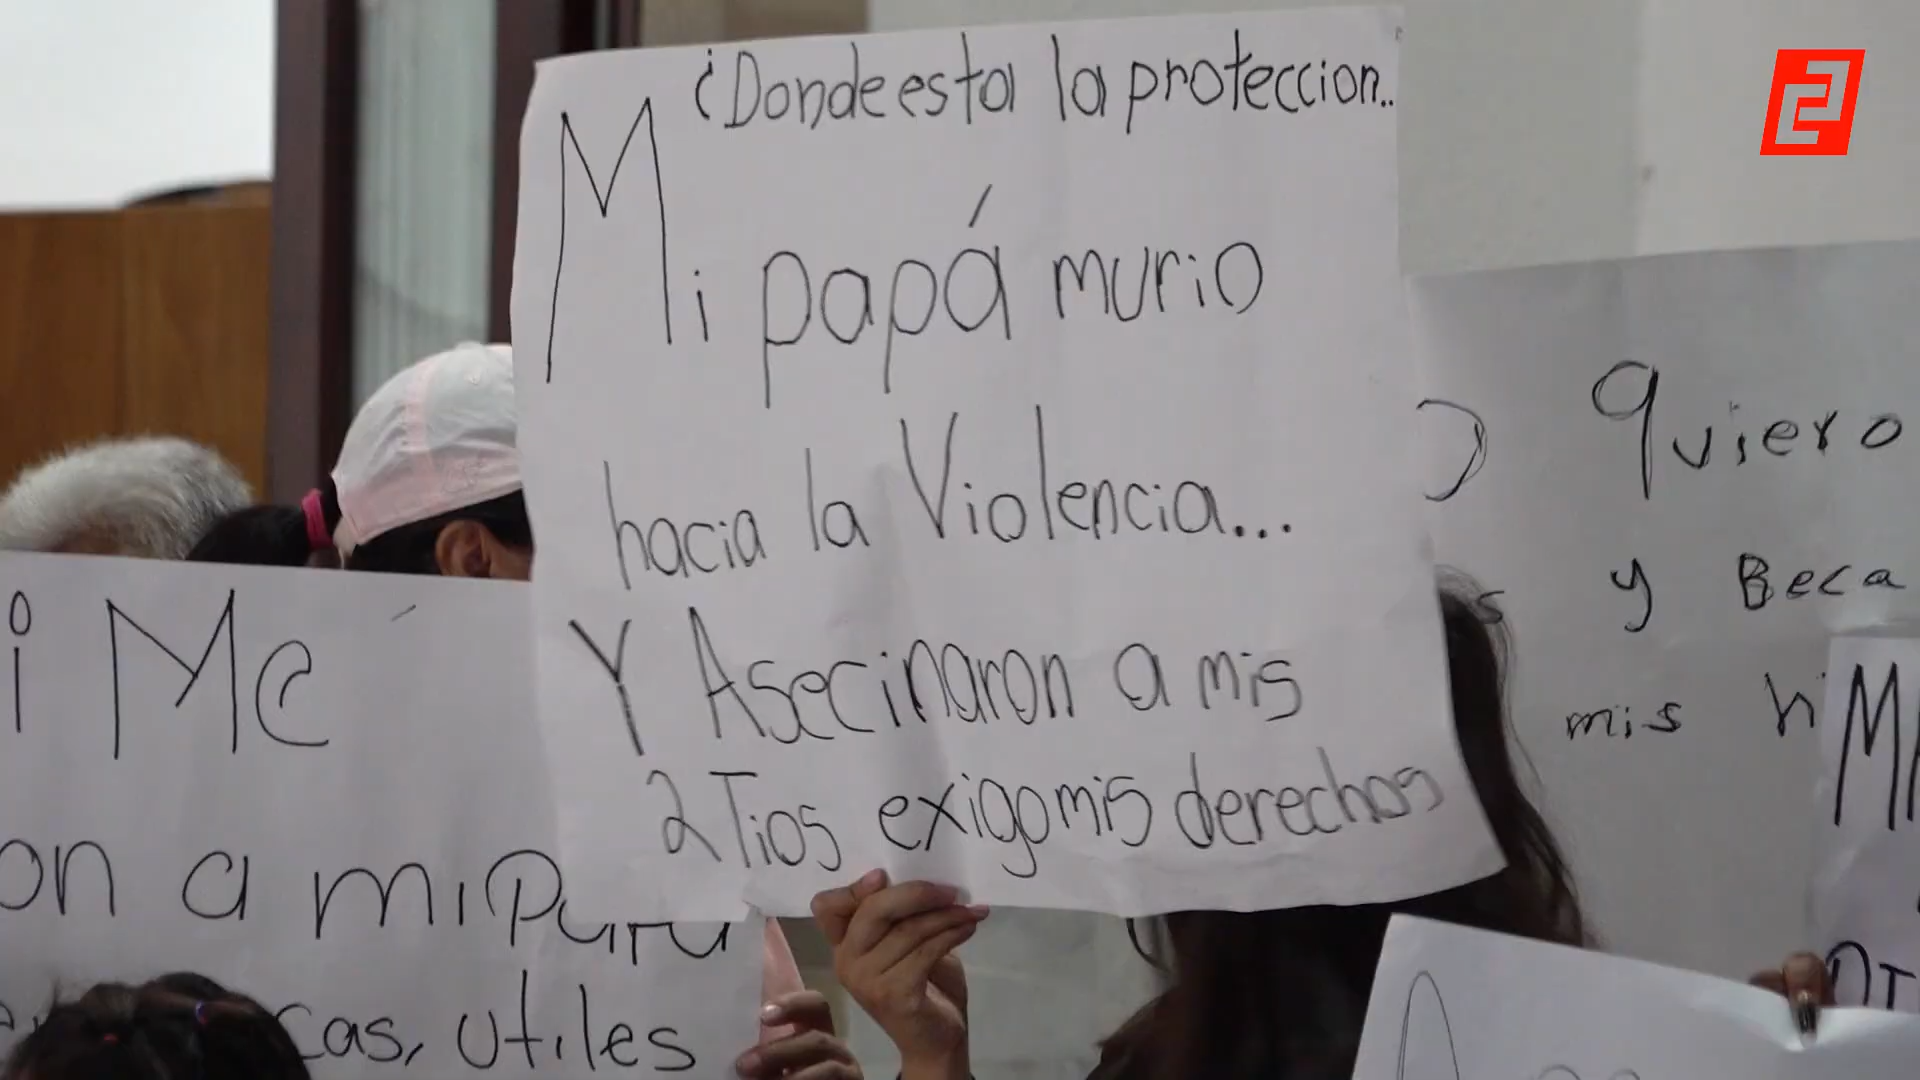 ¿Donde esta la proteccion..
Mi papá murio
hacia la Violencia...
Y Asecinaron a mis
2 Tios exigo mis derechos
i Me
on a mi
cas, utiles
quiero
y Beca
mis